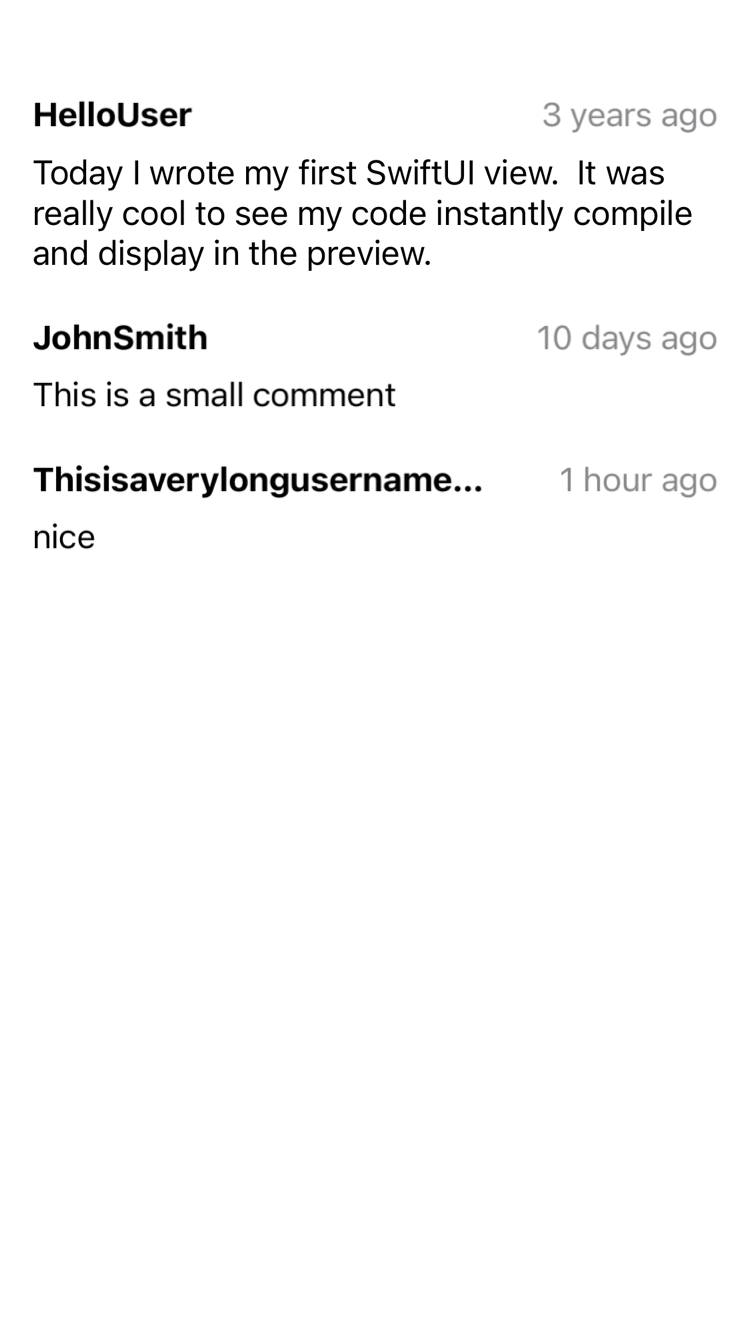 HelloUser 3 years ago
Today I wrote my first SwiftUI view.  It was
really cool to see my code instantly compile
and display in the preview.
JohnSmith 10 days ago
This is a small comment
Thisisaverylongusername... 1 hour ago
nice